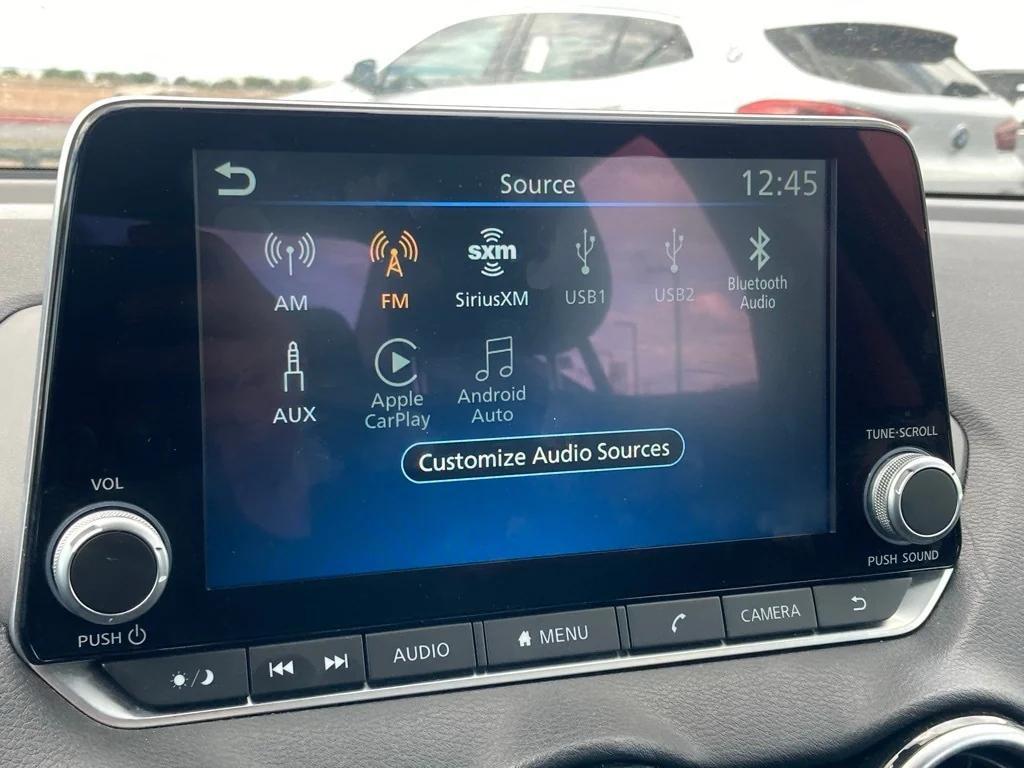 Source
12:45
AM
FM
sxm
SiriusXM
USB1
USB2
Bluetooth
Audio
AUX
Apple
CarPlay
Android
Auto
Customize Audio Sources
VOL
PUSH
TUNE·SCROLL
PUSH SOUND
AUDIO
MENU
CAMERA